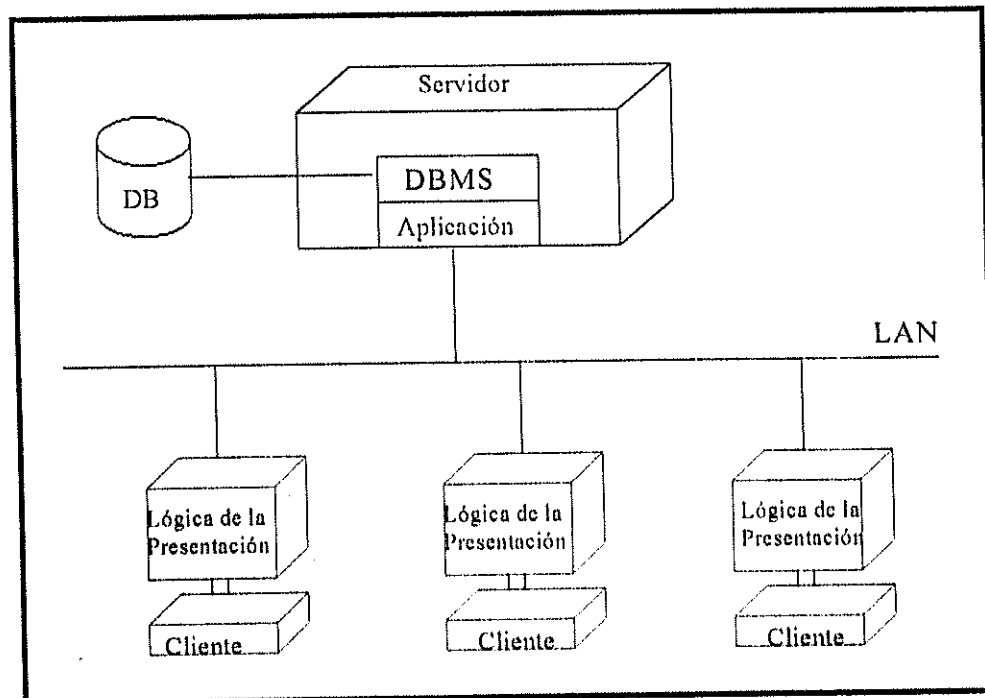 Servidor
DBMS
DB
Aplicación
LAN
Lógica de la
Presentación
Cliente
Lógica de la
Presentación
Cliente
Lógica de la
Presentación
Cliente